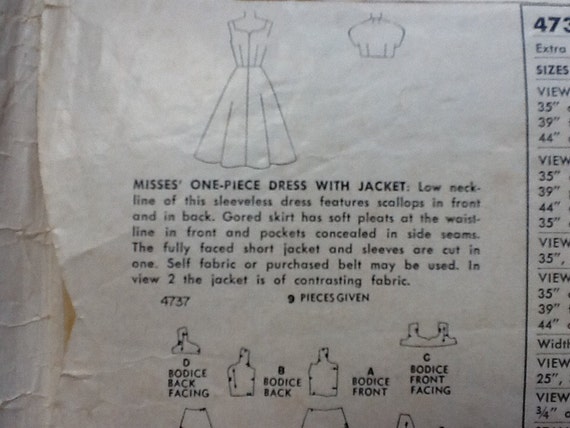 MISSES' ONE-PIECE DRESS WITH JACKET: Low neck-
line of this sleeveless dress features scallops in front
and in back. Gored skirt has soft pleats at the waist-
line in front and pockets concealed in side seams.
The fully faced short jacket and sleeves are cut in
one. Self fabric or purchased belt may be used. In
view 2 the jacket is of contrasting fabric.
4737 9 PIECES GIVEN
D
BODICE
BACK
FACING
B
BODICE
BACK
A
BODICE
FRONT
C
BODICE
FRONT
FACING
473
Extra
SIZES
VIEW
35"
39"
44"
VIEW
35"
39"
44"
35"
VIEW
35",
VIEW
35"
39"
44"
Width
VIEW
25",
VIEW
3/4"